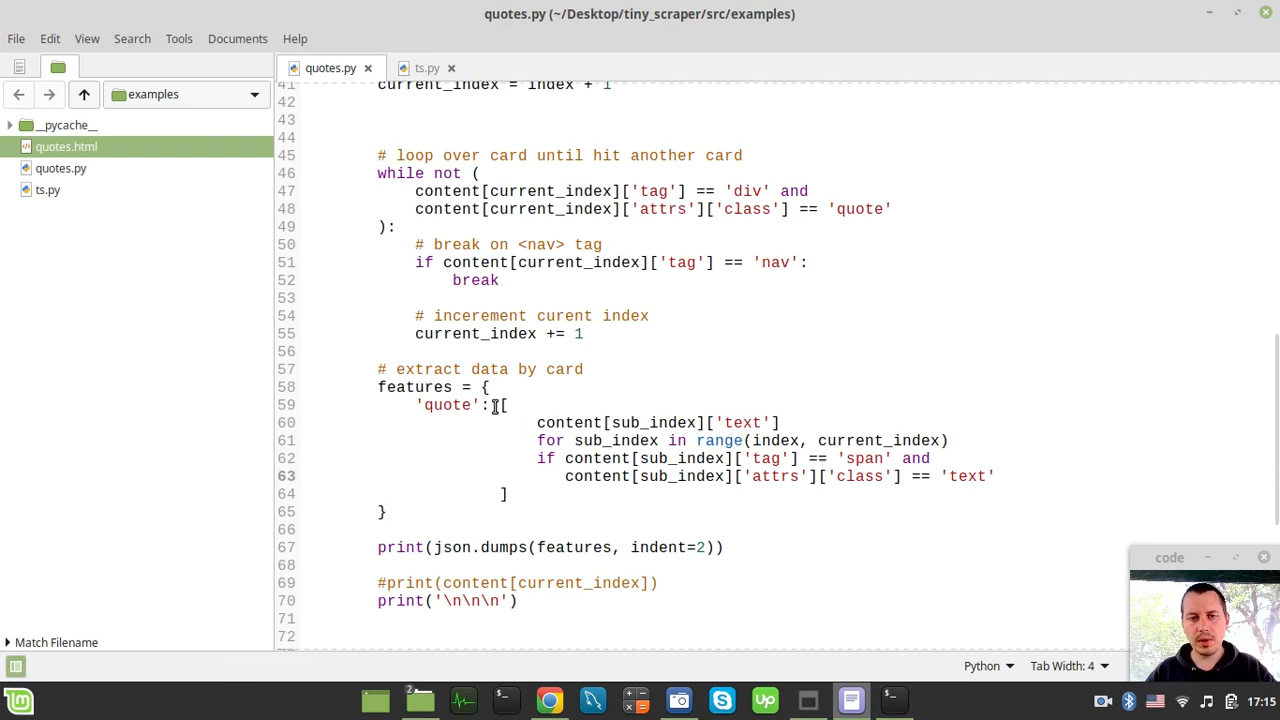 quotes.py (~/Desktop/tiny_scraper/src/examples)
File Edit View Search Tools Documents Help
quotes.py ts.py
examples
__pycache__
quotes.html
quotes.py
ts.py
41 current_index = index + 1
42
43
44
45 # loop over card until hit another card
46 while not (
47 content[current_index]['tag'] == 'div' and
48 content[current_index]['attrs']['class'] == 'quote'
49 ):
50 # break on <nav> tag
51 if content[current_index]['tag'] == 'nav':
52 break
53
54 # incerement curent index
55 current_index += 1
56
57 # extract data by card
58 features = {
59 'quote': [
60 content[sub_index]['text']
61 for sub_index in range(index, current_index)
62 if content[sub_index]['tag'] == 'span' and
63 content[sub_index]['attrs']['class'] == 'text'
64 ]
65 }
66
67 print(json.dumps(features, indent=2))
68
69 #print(content[current_index])
70 print('\n\n\n')
71
72
code
Match Filename
Python Tab Width: 4
2
Up
17:15